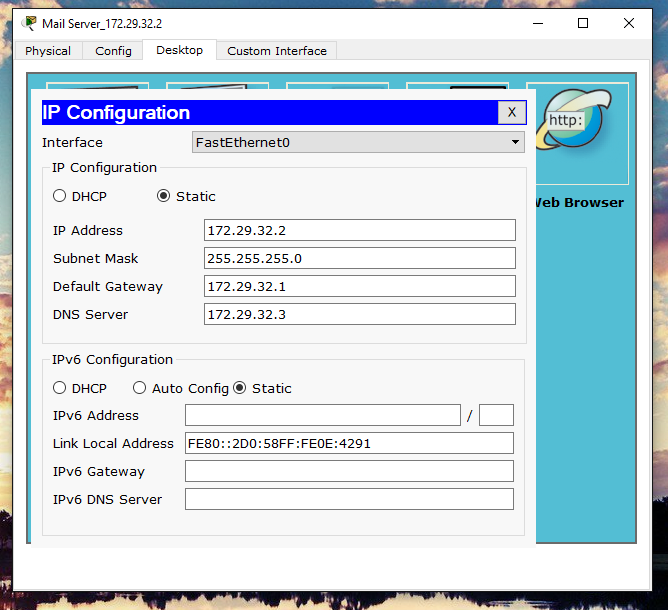 Mail Server_172.29.32.2
Physical Config Desktop Custom Interface
http:
Web Browser
IP Configuration X
Interface FastEthernet0
IP Configuration
DHCP Static
IP Address 172.29.32.2
Subnet Mask 255.255.255.0
Default Gateway 172.29.32.1
DNS Server 172.29.32.3
IPv6 Configuration
DHCP Auto Config Static
IPv6 Address /
Link Local Address FE80::2D0:58FF:FE0E:4291
IPv6 Gateway
IPv6 DNS Server